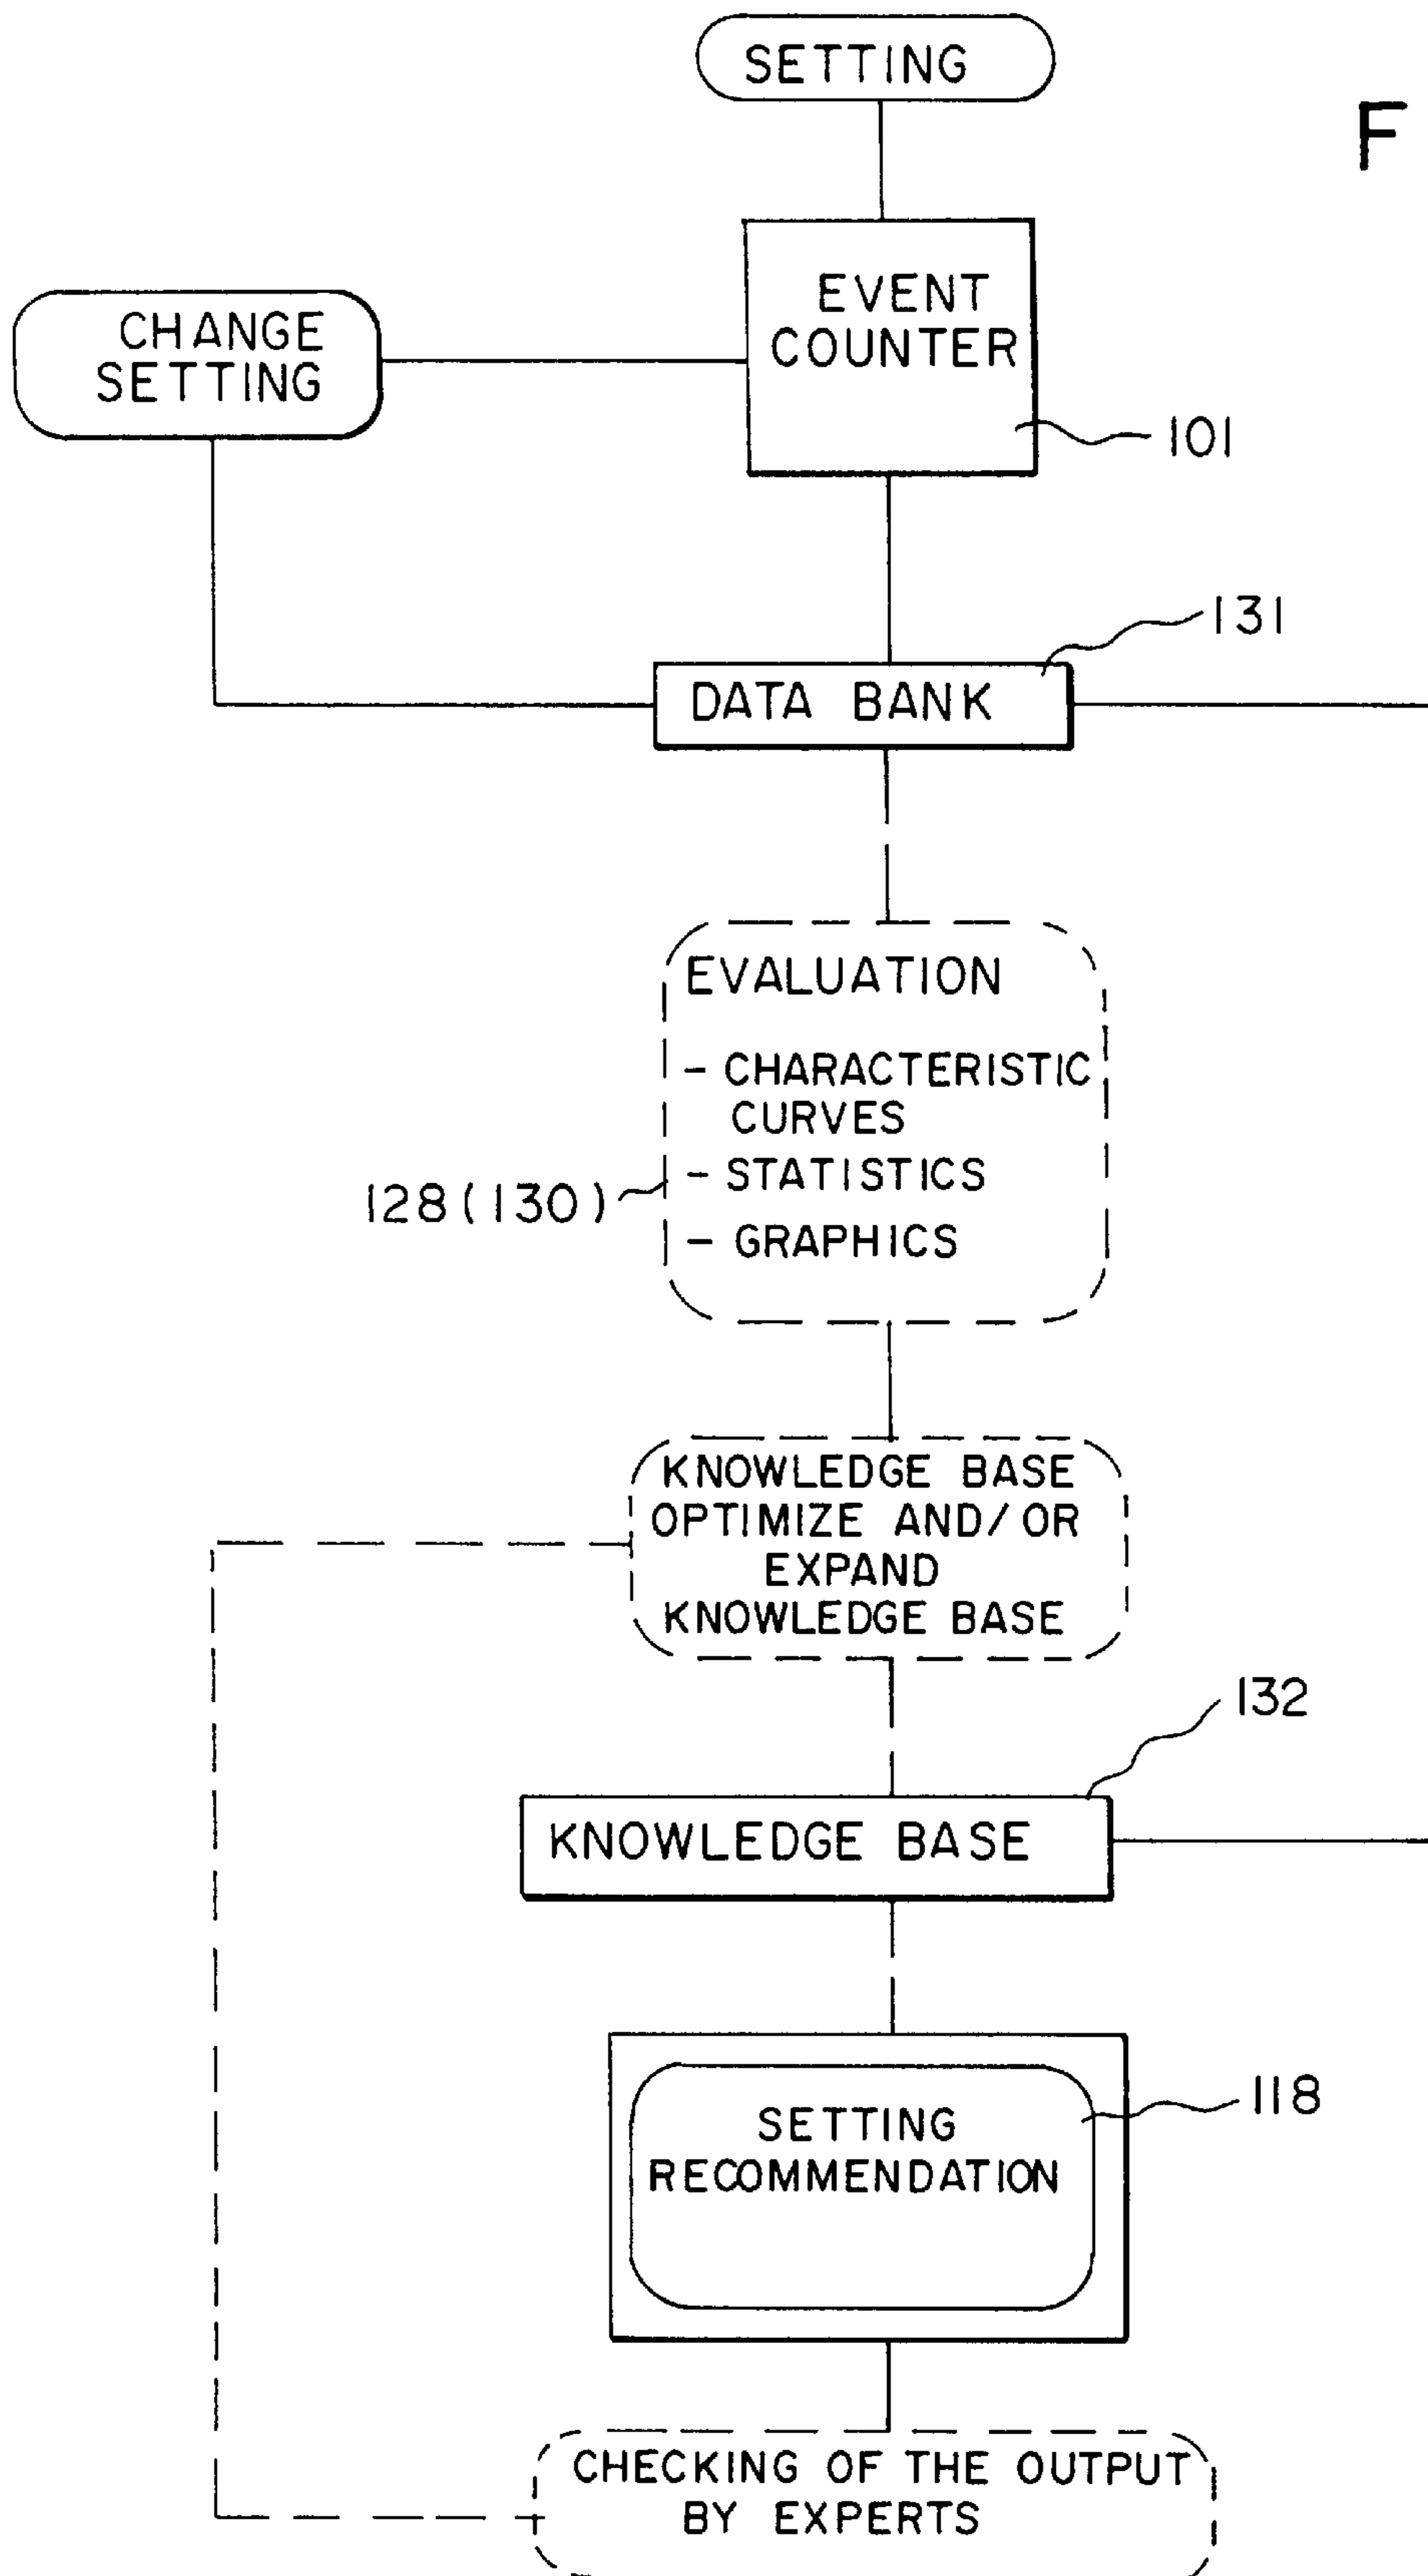 SETTING
F
EVENT
COUNTER
CHANGE
SETTING
101
131
DATA BANK
EVALUATION
- CHARACTERISTIC
CURVES
- STATISTICS
128(130)
- GRAPHICS
KNOWLEDGE BASE
OPTIMIZE AND/OR
EXPAND
KNOWLEDGE BASE
132
KNOWLEDGE BASE
118
SETTING
RECOMMENDATION
CHECKING OF THE OUTPUT
BY EXPERTS